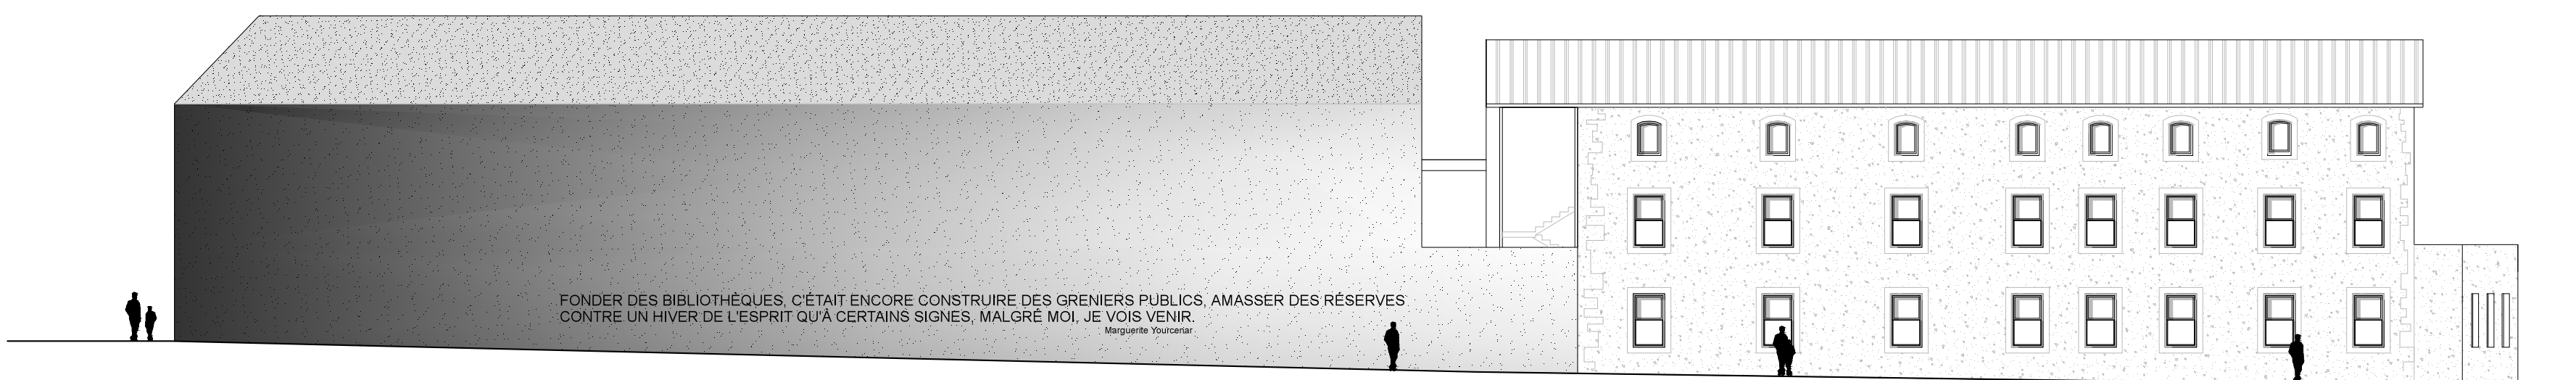 FONDER DES BIBLIOTHÈQUES, C'ÉTAIT ENCORE CONSTRUIRE DES GRENIERS PUBLICS, AMASSER DES RÉSERVES
CONTRE UN HIVER DE L'ESPRIT QU'À CERTAINS SIGNES, MALGRÉ MOI, JE VOIS VENIR.
Marguerite Yourcenar